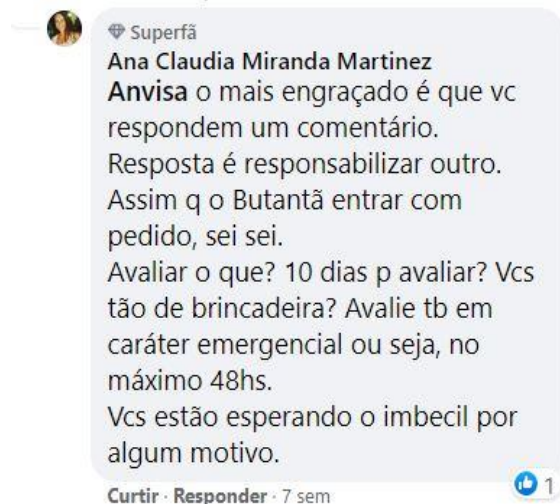 Superfã
Ana Claudia Miranda Martinez
Anvisa o mais engraçado é que vc
respondem um comentário.
Resposta é responsabilizar outro.
Assim q o Butantã entrar com
pedido, sei sei.
Avaliar o que? 10 dias p avaliar? Vcs
tão de brincadeira? Avalie tb em
caráter emergencial ou seja, no
máximo 48hs.
Vcs estão esperando o imbecil por
algum motivo.
Curtir · Responder · 7 sem
1